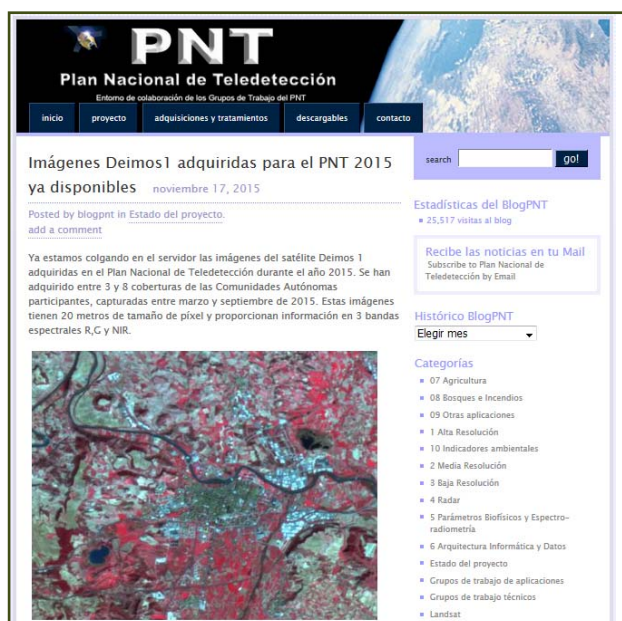 PNT
Plan Nacional de Teledetección
Entorno de colaboración de los Grupos de Trabajo del PNT
inicio proyecto adquisiciones y tratamientos descargables contacto
Imágenes Deimos1 adquiridas para el PNT 2015
ya disponibles noviembre 17, 2015
Posted by blogpnt in Estado del proyecto.
add a comment
Ya estamos colgando en el servidor las imágenes del satélite Deimos 1
adquiridas en el Plan Nacional de Teledetección durante el año 2015. Se han
adquirido entre 3 y 8 coberturas de las Comunidades Autónomas
participantes, capturadas entre marzo y septiembre de 2015. Estas imágenes
tienen 20 metros de tamaño de píxel y proporcionan información en 3 bandas
espectrales R,G y NIR.
search go!
Estadísticas del BlogPNT
25,517 visitas al blog
Recibe las noticias en tu Mail
Subscribe to Plan Nacional de
Teledetección by Email
Histórico BlogPNT
Elegir mes
Categorías
07 Agricultura
08 Bosques e Incendios
09 Otras aplicaciones
1 Alta Resolución
10 Indicadores ambientales
2 Media Resolución
3 Baja Resolución
4 Radar
5 Parámetros Biofísicos y Espectro-
radiometría
6 Arquitectura Informática y Datos
Estado del proyecto
Grupos de trabajo de aplicaciones
Grupos de trabajo técnicos
Landsat